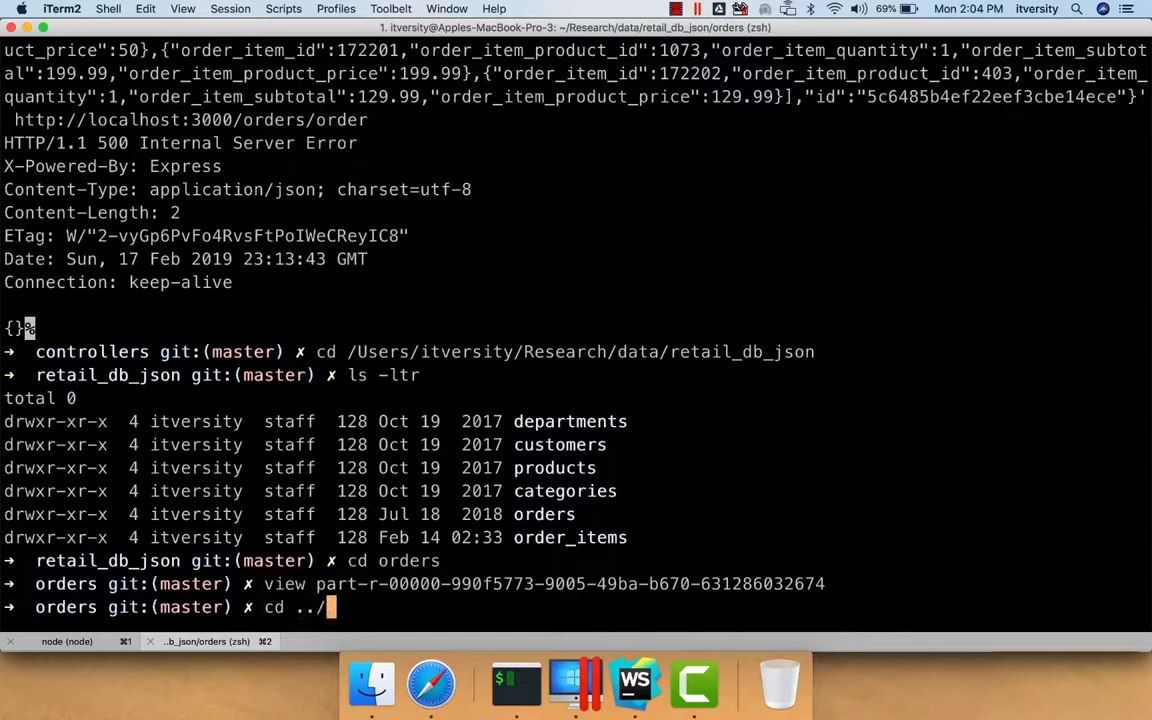 iTerm2 Shell Edit View Session Scripts Profiles Toolbelt Window Help 69% Mon 2:04 PM itversity
1. itversity@Apples-MacBook-Pro-3: ~/Research/data/retail_db_json/orders (zsh)
uct_price":50},{"order_item_id":172201,"order_item_product_id":1073,"order_item_quantity":1,"order_item_subtot
al":199.99,"order_item_product_price":199.99},{"order_item_id":172202,"order_item_product_id":403,"order_item_
quantity":1,"order_item_subtotal":129.99,"order_item_product_price":129.99}],"id":"5c6485b4ef22eef3cbe14ece"}'
http://localhost:3000/orders/order
HTTP/1.1 500 Internal Server Error
X-Powered-By: Express
Content-Type: application/json; charset=utf-8
Content-Length: 2
ETag: W/"2-vyGp6PvFo4RvsFtPoIWeCReyIC8"
Date: Sun, 17 Feb 2019 23:13:43 GMT
Connection: keep-alive
{}%
➜ controllers git:(master) ✗ cd /Users/itversity/Research/data/retail_db_json
➜ retail_db_json git:(master) ✗ ls -ltr
total 0
drwxr-xr-x 4 itversity staff 128 Oct 19 2017 departments
drwxr-xr-x 4 itversity staff 128 Oct 19 2017 customers
drwxr-xr-x 4 itversity staff 128 Oct 19 2017 products
drwxr-xr-x 4 itversity staff 128 Oct 19 2017 categories
drwxr-xr-x 4 itversity staff 128 Jul 18 2018 orders
drwxr-xr-x 4 itversity staff 128 Feb 14 02:33 order_items
➜ retail_db_json git:(master) ✗ cd orders
➜ orders git:(master) ✗ view part-r-00000-990f5773-9005-49ba-b670-631286032674
➜ orders git:(master) ✗ cd ../
node (node) ⌘1 ..b_json/orders (zsh) ⌘2
$ WS C